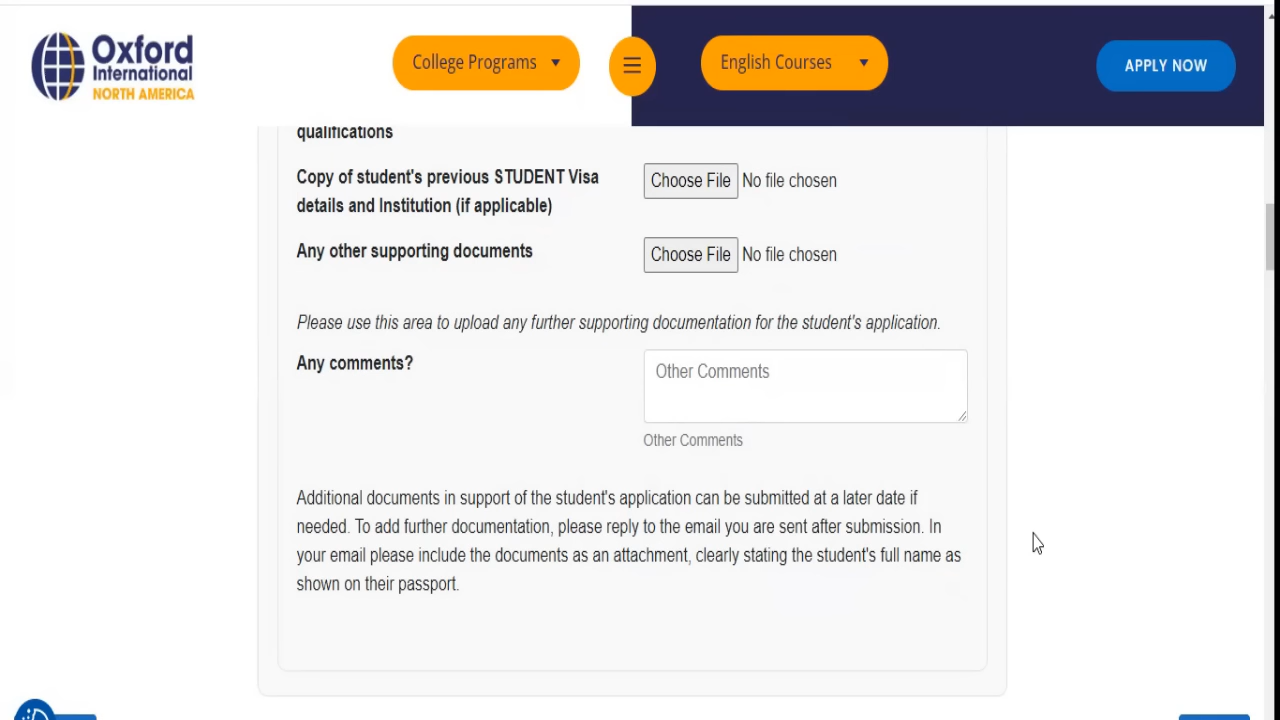 Oxford
International
NORTH AMERICA
College Programs
English Courses
APPLY NOW
qualifications
Copy of student's previous STUDENT Visa
details and Institution (if applicable)
Choose File No file chosen
Any other supporting documents
Choose File No file chosen
Please use this area to upload any further supporting documentation for the student's application.
Any comments?
Other Comments
Other Comments
Additional documents in support of the student's application can be submitted at a later date if
needed. To add further documentation, please reply to the email you are sent after submission. In
your email please include the documents as an attachment, clearly stating the student's full name as
shown on their passport.